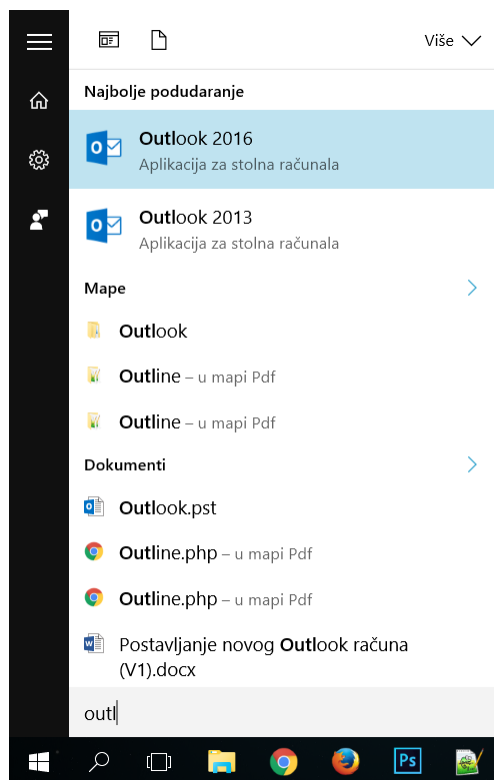 Više
Najbolje podudaranje
Outlook 2016
Aplikacija za stolna računala
Outlook 2013
Aplikacija za stolna računala
Mape
Outlook
Outline – u mapi Pdf
Outline – u mapi Pdf
Dokumenti
Outlook.pst
Outline.php – u mapi Pdf
Outline.php – u mapi Pdf
Postavljanje novog Outlook računa
(V1).docx
outl
Ps